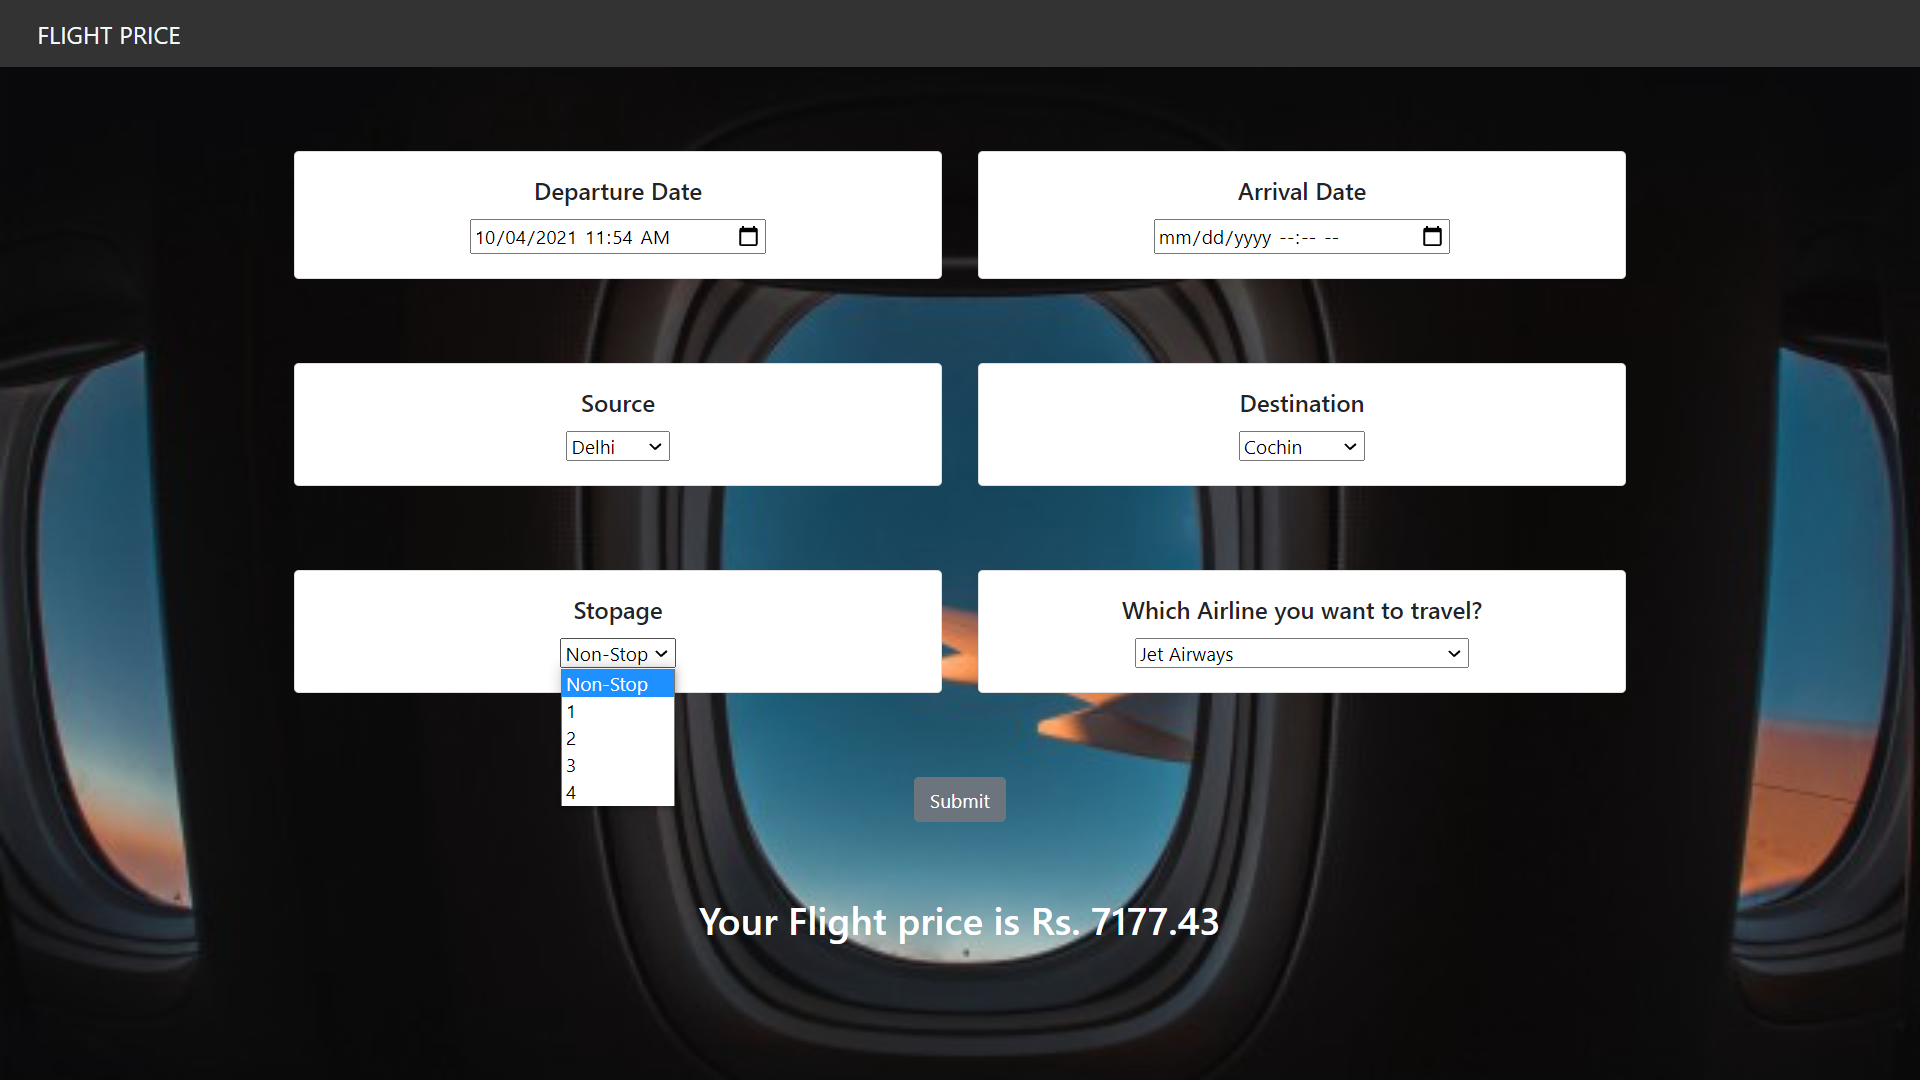 FLIGHT PRICE
Departure Date
10/04/2021 11:54 AM
Arrival Date
mm/dd/yyyy --:-- --
Source
Delhi
Destination
Cochin
Stopage
Non-Stop
Non-Stop
1
2
3
4
Which Airline you want to travel?
Jet Airways
Submit
Your Flight price is Rs. 7177.43